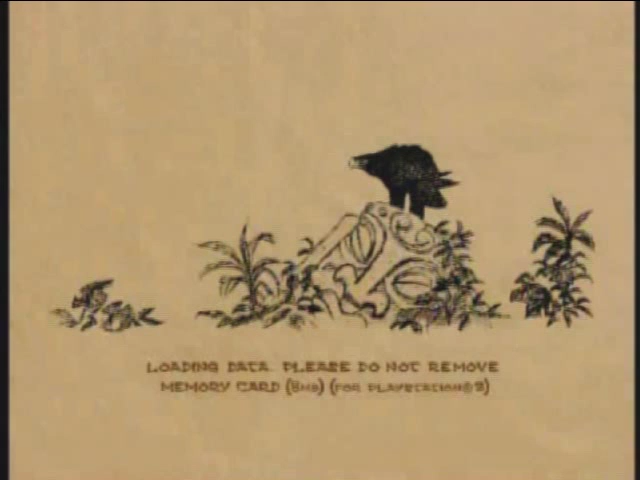 LOADING DATA. PLEASE DO NOT REMOVE
MEMORY CARD (8MB) (FOR PLAYSTATION®2)